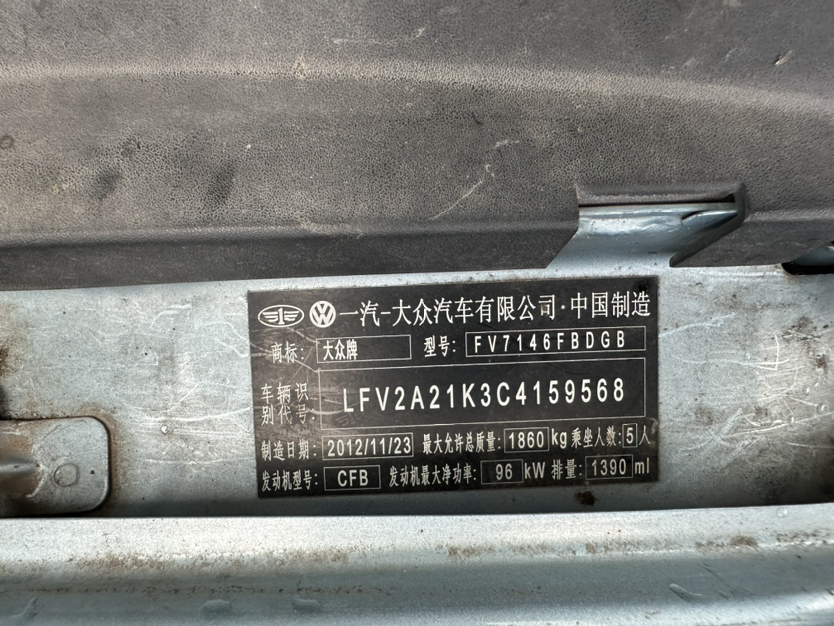 一汽-大众汽车有限公司·中国制造
商标: 大众牌 型号: FV7146FBDGB
车辆识别代号: LFV2A21K3C4159568
制造日期: 2012/11/23 最大允许总质量: 1860 kg 乘坐人数: 5 人
发动机型号: CFB 发动机最大净功率: 96 kW 排量: 1390 ml